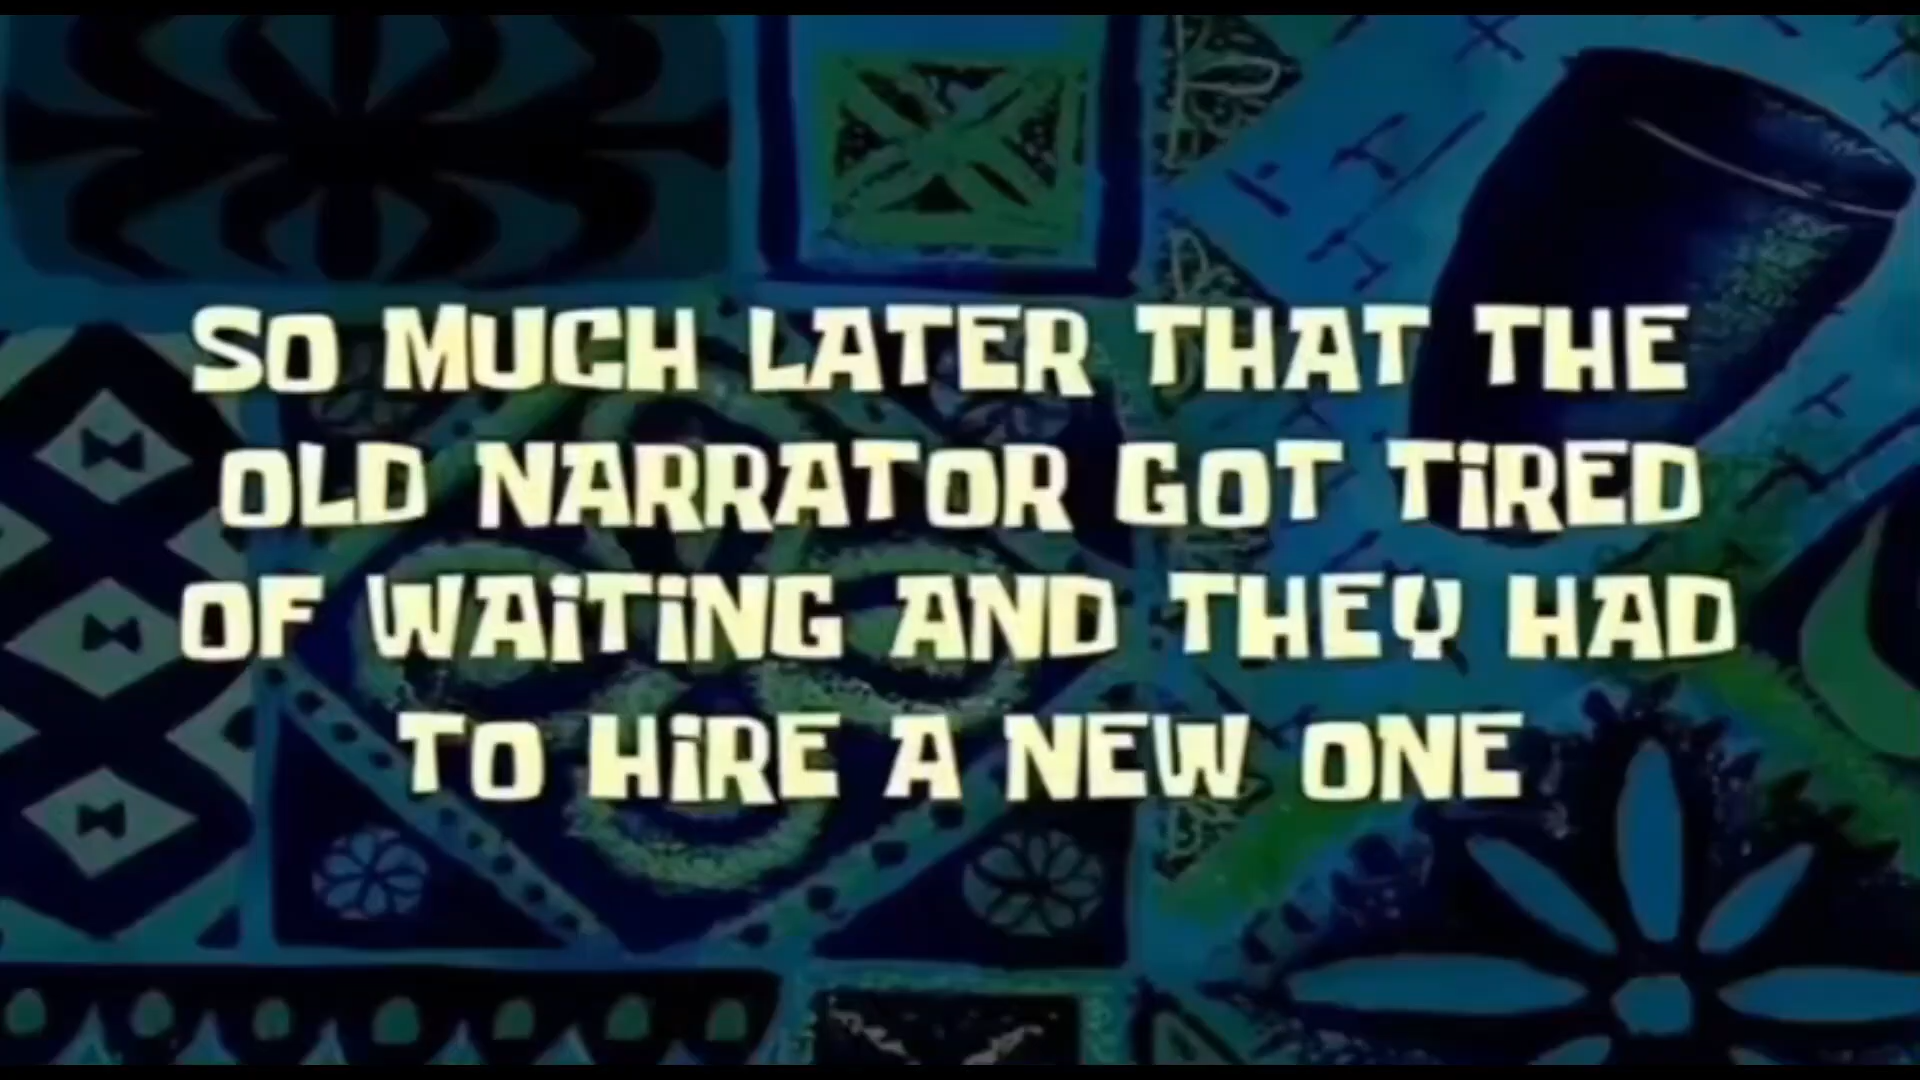 SO MUCH LATER THAT THE
OLD NARRATOR GOT TiRED
OF WAiTiNG AND THEY HAD
TO HiRE A NEW ONE